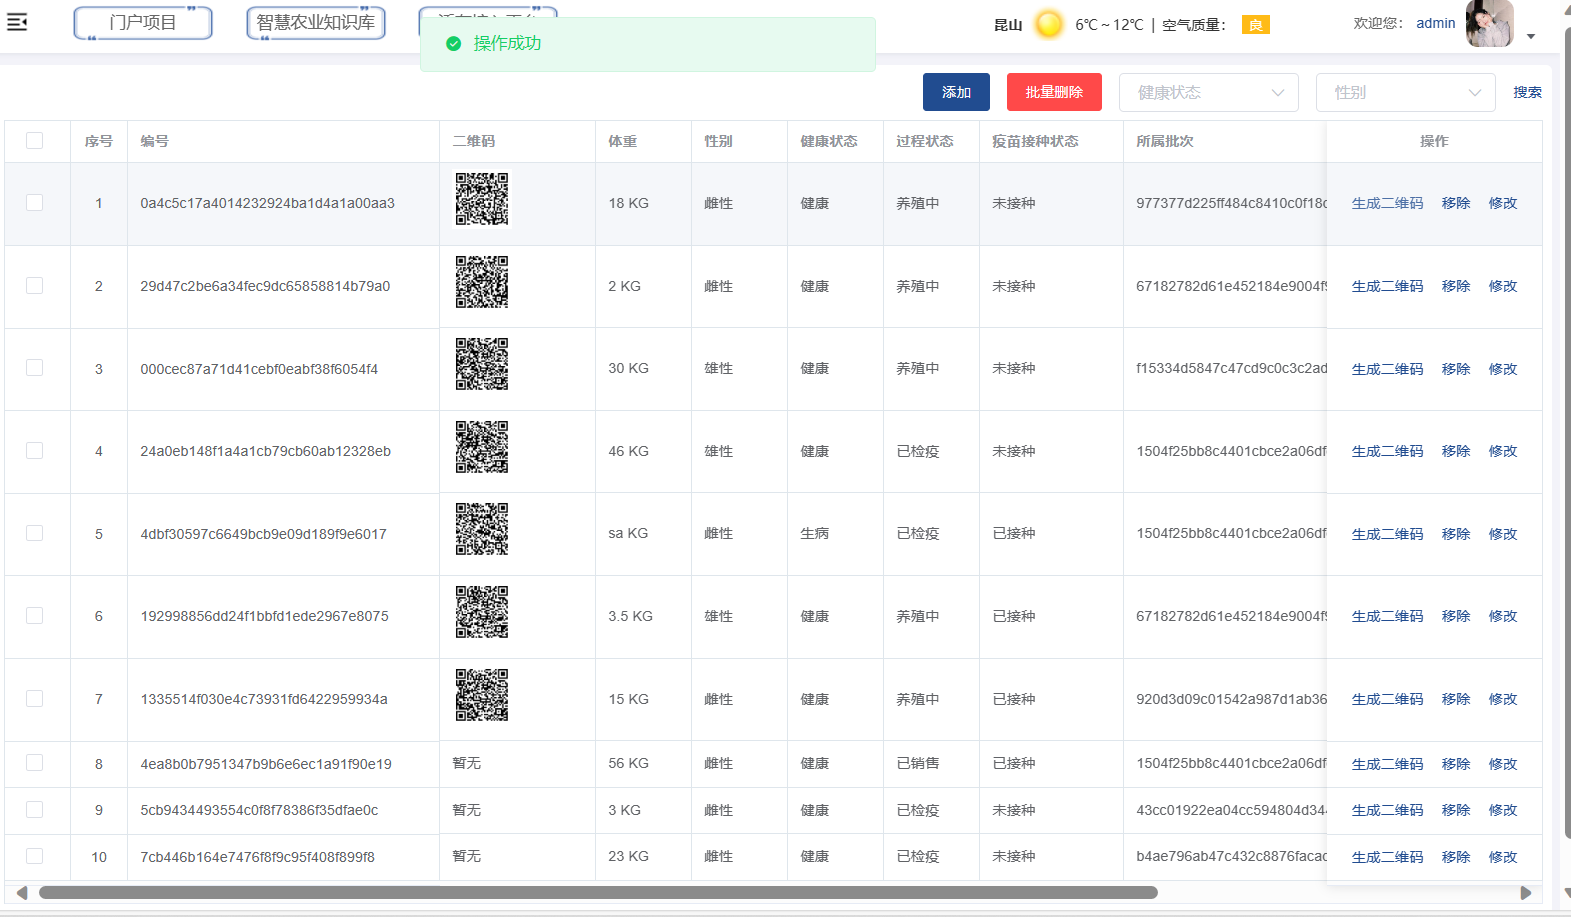 门户项目
智慧农业知识库
操作成功
昆山 6℃ ~ 12℃ | 空气质量： 良
欢迎您： admin
添加 批量删除 健康状态 性别 搜索
序号 编号 二维码 体重 性别 健康状态 过程状态 疫苗接种状态 所属批次 操作
1 0a4c5c17a4014232924ba1d4a1a00aa3 18 KG 雌性 健康 养殖中 未接种 977377d225ff484c8410c0f18c 生成二维码 移除 修改
2 29d47c2be6a34fec9dc65858814b79a0 2 KG 雌性 健康 养殖中 未接种 67182782d61e452184e9004f9 生成二维码 移除 修改
3 000cec87a71d41cebf0eabf38f6054f4 30 KG 雄性 健康 养殖中 未接种 f15334d5847c47cd9c0c3c2ad 生成二维码 移除 修改
4 24a0eb148f1a4a1cb79cb60ab12328eb 46 KG 雄性 健康 已检疫 未接种 1504f25bb8c4401cbce2a06df 生成二维码 移除 修改
5 4dbf30597c6649bcb9e09d189f9e6017 sa KG 雌性 生病 已检疫 已接种 1504f25bb8c4401cbce2a06df 生成二维码 移除 修改
6 192998856dd24f1bbfd1ede2967e8075 3.5 KG 雄性 健康 养殖中 已接种 67182782d61e452184e9004f9 生成二维码 移除 修改
7 1335514f030e4c73931fd6422959934a 15 KG 雌性 健康 养殖中 已接种 920d3d09c01542a987d1ab36 生成二维码 移除 修改
8 4ea8b0b7951347b9b6e6ec1a91f90e19 暂无 56 KG 雌性 健康 已销售 已接种 1504f25bb8c4401cbce2a06df 生成二维码 移除 修改
9 5cb9434493554c0f8f78386f35dfae0c 暂无 3 KG 雌性 健康 已检疫 未接种 43cc01922ea04cc594804d344 生成二维码 移除 修改
10 7cb446b164e7476f8f9c95f408f899f8 暂无 23 KG 雌性 健康 已检疫 未接种 b4ae796ab47c432c8876facac 生成二维码 移除 修改